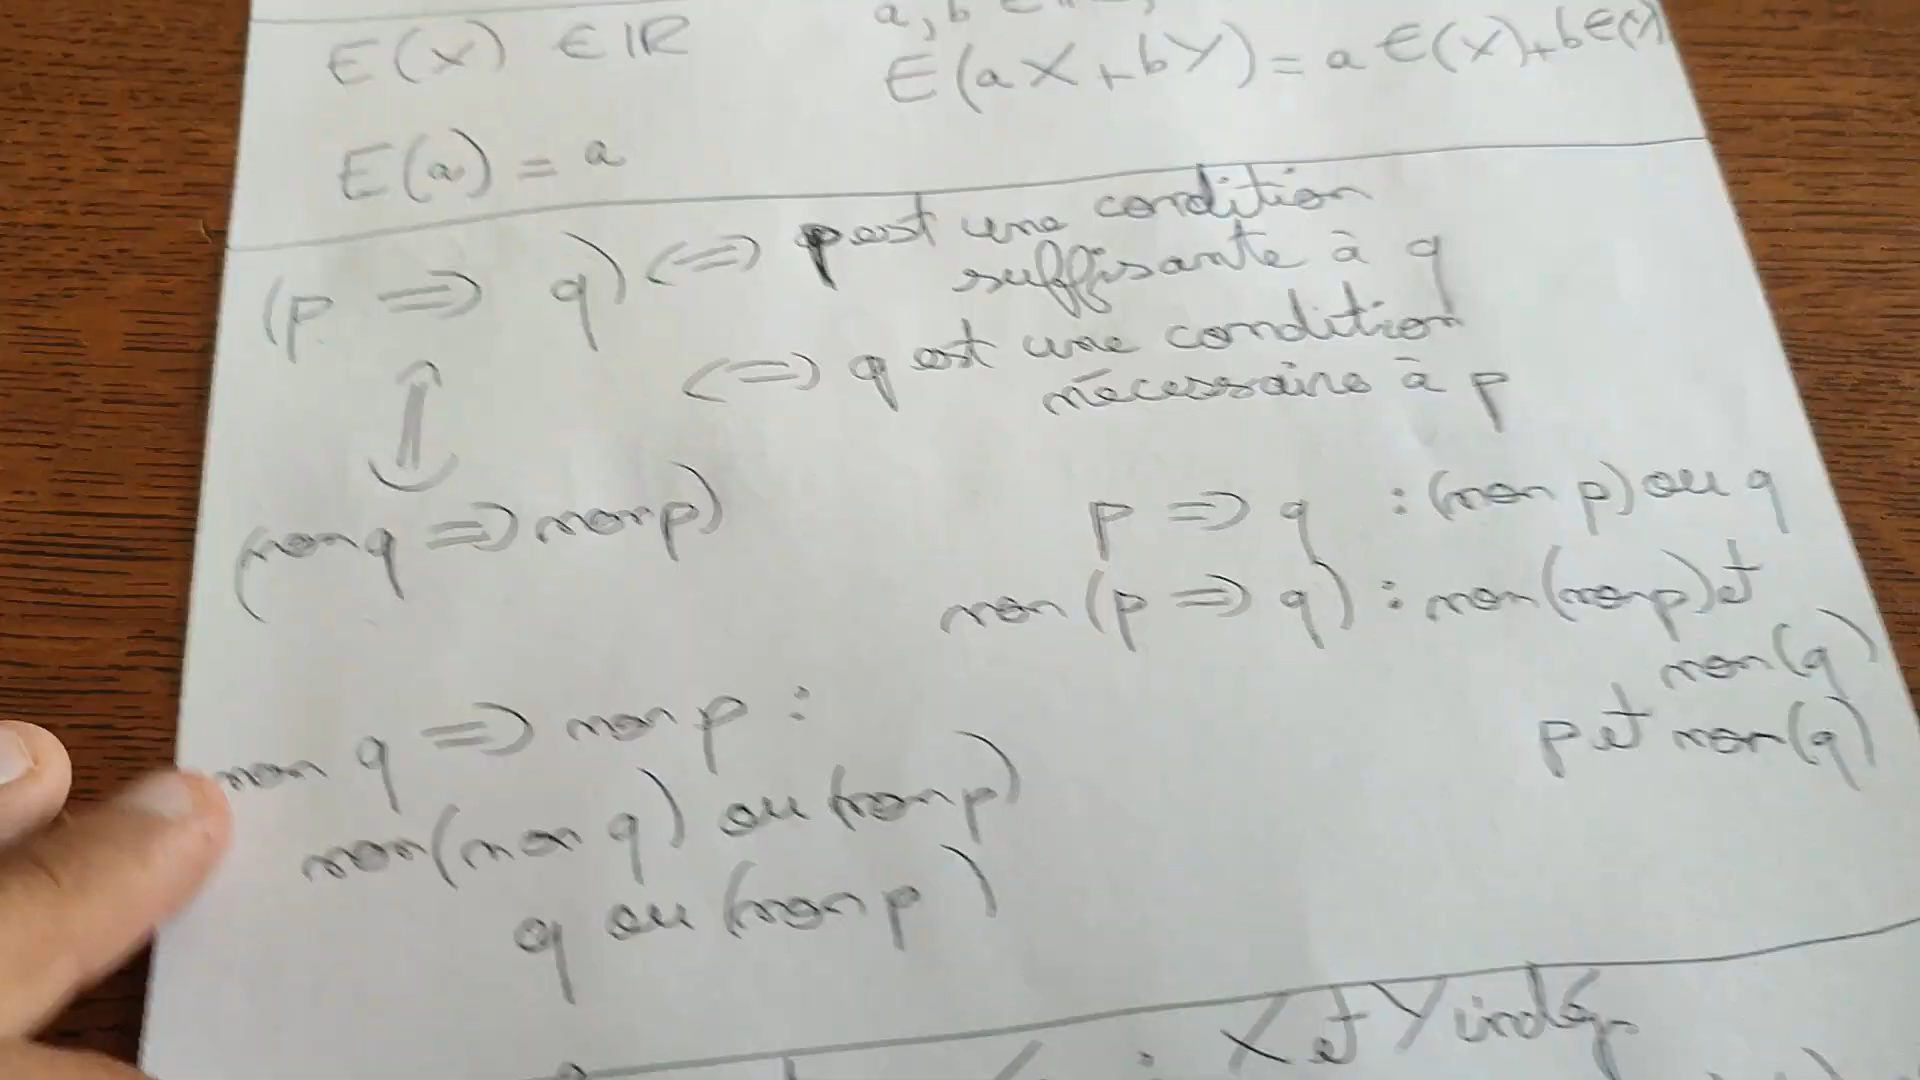 E(X) ∈ ℝ
a, b ∈
E(aX+bY) = a E(X)+bE(Y)
E(a) = a
(p ⟹ q) ⟺ p est une condition
suffisante à q
⟺ q est une condition
nécessaire à p
⇕
(non q ⟹ non p)
p ⟹ q : (non p) ou q
non (p ⟹ q) : non(non p) et
non(q)
p et non(q)
non q ⟹ non p :
non(non q) ou (non p)
q ou (non p)
X et Y indép